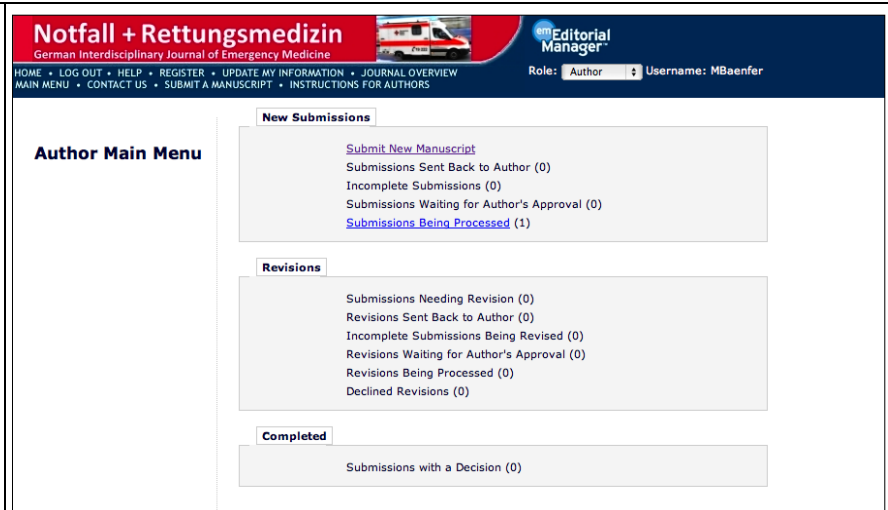 Notfall + Rettungsmedizin
German Interdisciplinary Journal of Emergency Medicine
em Editorial
Manager™
HOME • LOG OUT • HELP • REGISTER • UPDATE MY INFORMATION • JOURNAL OVERVIEW
MAIN MENU • CONTACT US • SUBMIT A MANUSCRIPT • INSTRUCTIONS FOR AUTHORS
Role: Author Username: MBaenfer
Author Main Menu
New Submissions
Submit New Manuscript
Submissions Sent Back to Author (0)
Incomplete Submissions (0)
Submissions Waiting for Author's Approval (0)
Submissions Being Processed (1)
Revisions
Submissions Needing Revision (0)
Revisions Sent Back to Author (0)
Incomplete Submissions Being Revised (0)
Revisions Waiting for Author's Approval (0)
Revisions Being Processed (0)
Declined Revisions (0)
Completed
Submissions with a Decision (0)